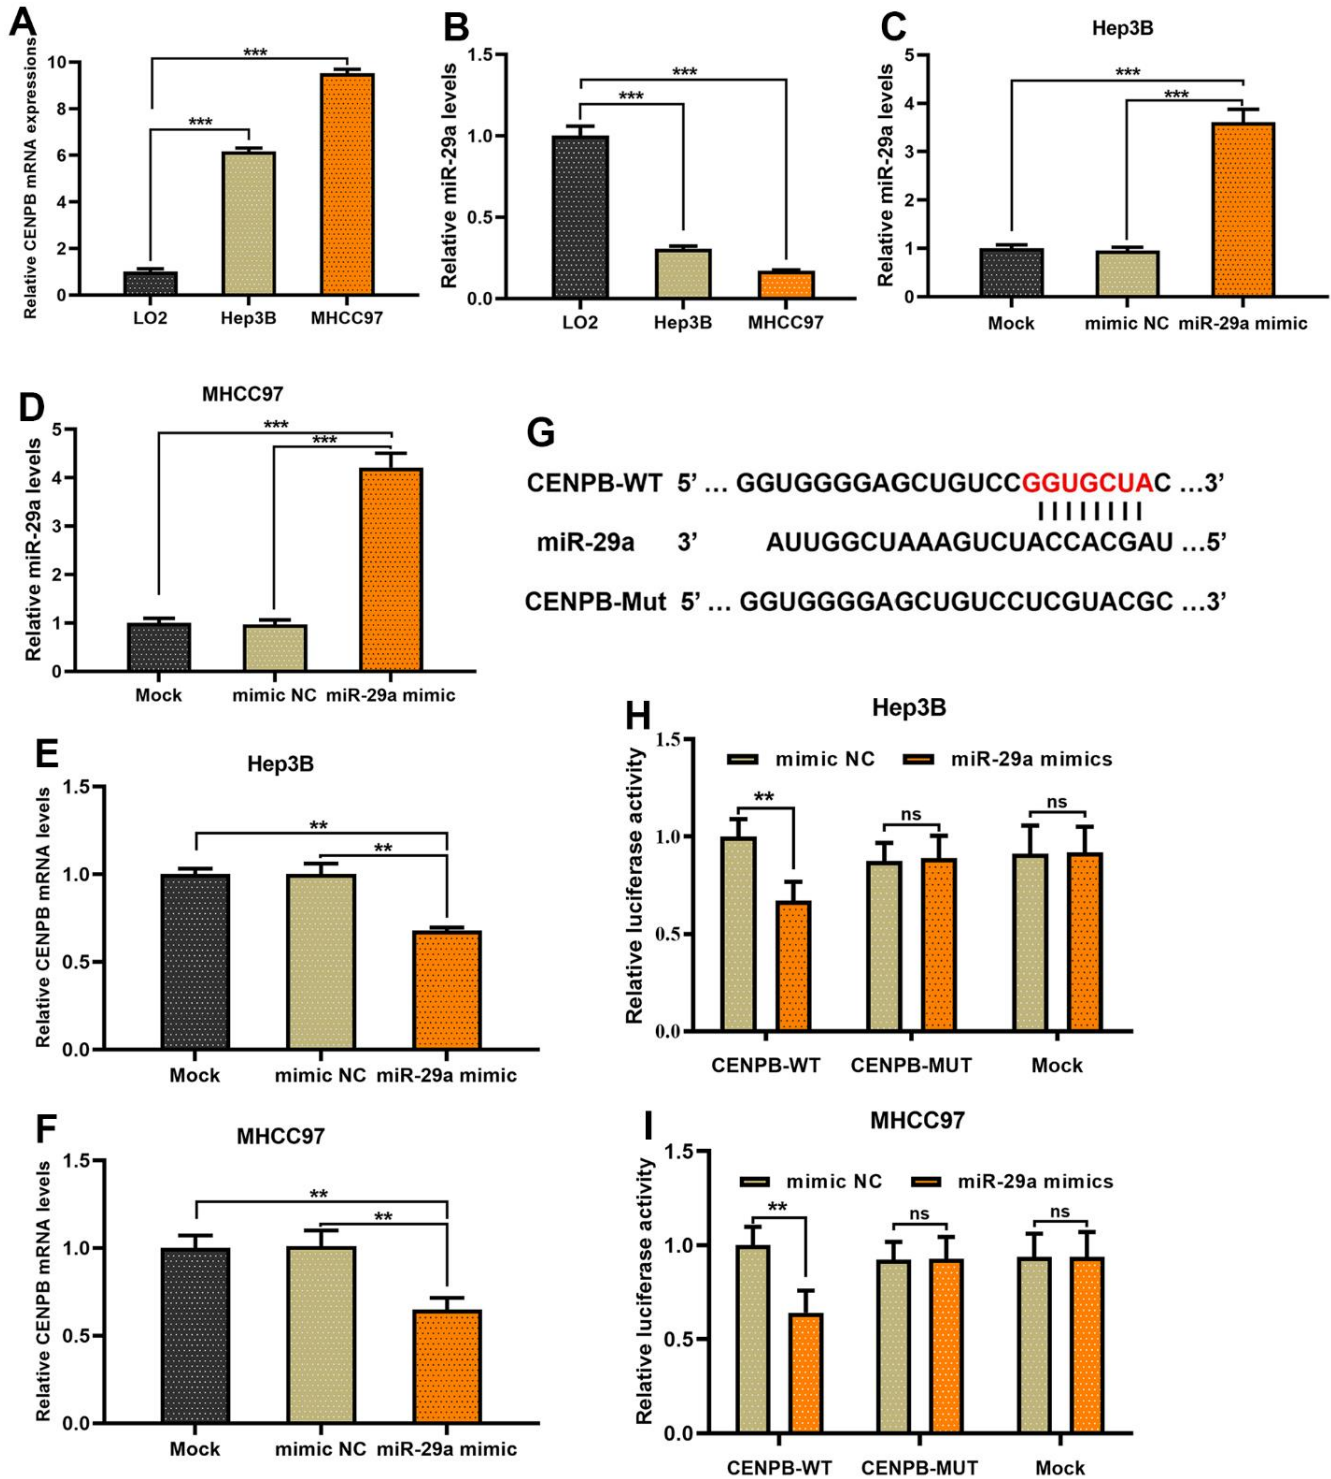 A
Relative CENPB mRNA expressions
10
8
6
4
2
0
***
***
LO2 Hep3B MHCC97
B
Relative miR-29a levels
1.5
1.0
0.5
0.0
***
***
LO2 Hep3B MHCC97
C
Hep3B
Relative miR-29a levels
5
4
3
2
1
0
***
***
Mock mimic NC miR-29a mimic
D
MHCC97
Relative miR-29a levels
5
4
3
2
1
0
***
***
Mock mimic NC miR-29a mimic
G
CENPB-WT 5’ ... GGUGGGGAGCUGUCCGGUGCUAC ...3’
miR-29a 3’ AUUGGCUAAAGUCUACCACGAU ...5’
CENPB-Mut 5’ ... GGUGGGGAGCUGUCCUCGUACGC ...3’
E
Hep3B
Relative CENPB mRNA levels
1.5
1.0
0.5
0.0
**
**
Mock mimic NC miR-29a mimic
H
Hep3B
Relative luciferase activity
1.5
1.0
0.5
0.0
mimic NC miR-29a mimics
**
ns
ns
CENPB-WT CENPB-MUT Mock
F
MHCC97
Relative CENPB mRNA levels
1.5
1.0
0.5
0.0
**
**
Mock mimic NC miR-29a mimic
I
MHCC97
Relative luciferase activity
1.5
1.0
0.5
0.0
mimic NC miR-29a mimics
**
ns
ns
CENPB-WT CENPB-MUT Mock